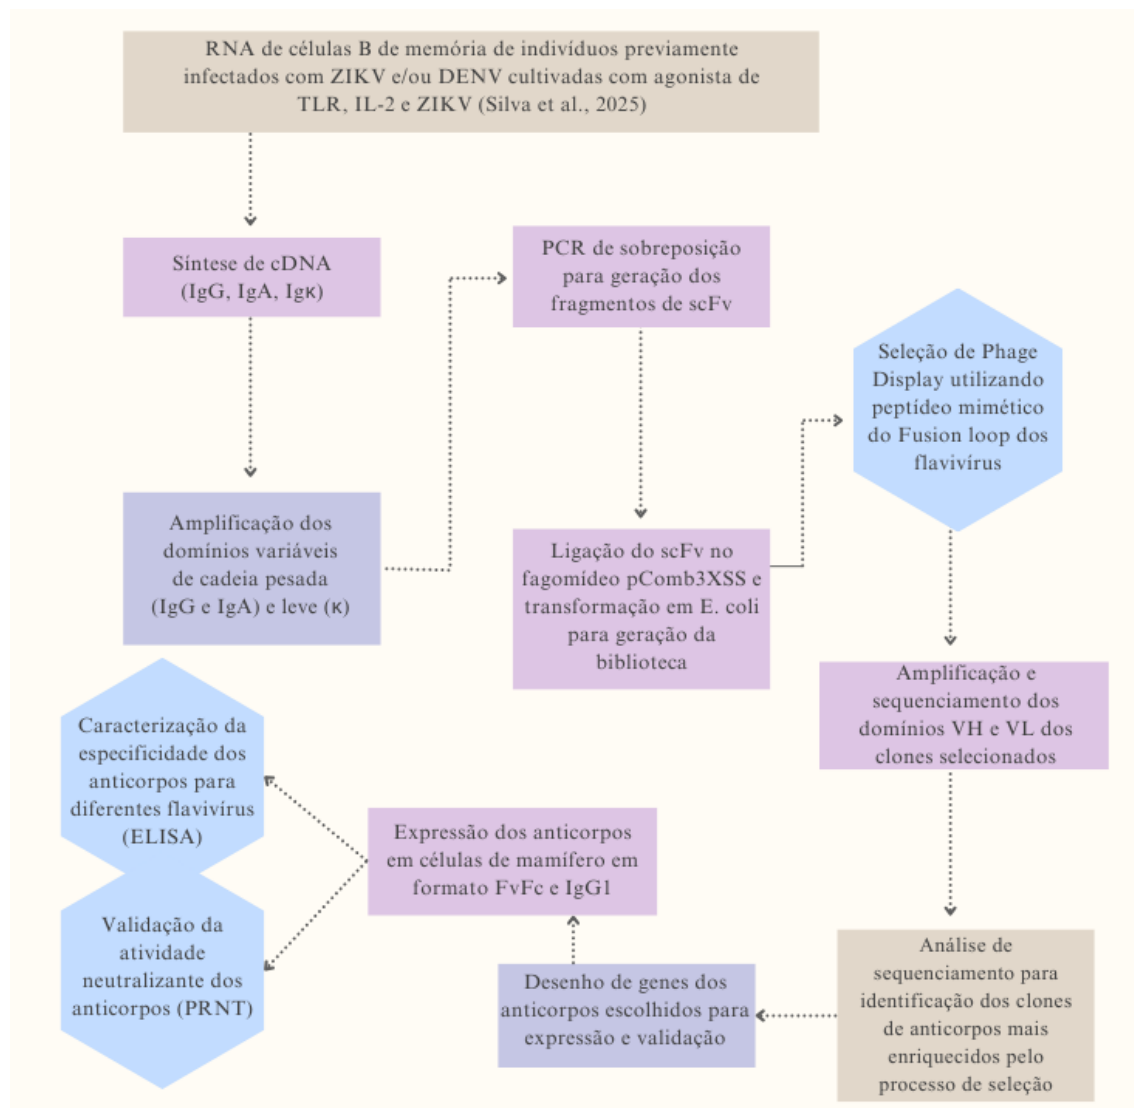 RNA de células B de memória de indivíduos previamente
infectados com ZIKV e/ou DENV cultivadas com agonista de
TLR, IL-2 e ZIKV (Silva et al., 2025)
Síntese de cDNA
(IgG, IgA, Igκ)
Amplificação dos
domínios variáveis
de cadeia pesada
(IgG e IgA) e leve (κ)
PCR de sobreposição
para geração dos
fragmentos de scFv
Ligação do scFv no
fagomídeo pComb3XSS e
transformação em E. coli
para geração da
biblioteca
Seleção de Phage
Display utilizando
peptídeo mimético
do Fusion loop dos
flavivírus
Amplificação e
sequenciamento dos
domínios VH e VL dos
clones selecionados
Análise de
sequenciamento para
identificação dos clones
de anticorpos mais
enriquecidos pelo
processo de seleção
Desenho de genes dos
anticorpos escolhidos para
expressão e validação
Expressão dos anticorpos
em células de mamífero em
formato FvFc e IgG1
Caracterização da
especificidade dos
anticorpos para
diferentes flavivírus
(ELISA)
Validação da
atividade
neutralizante dos
anticorpos (PRNT)